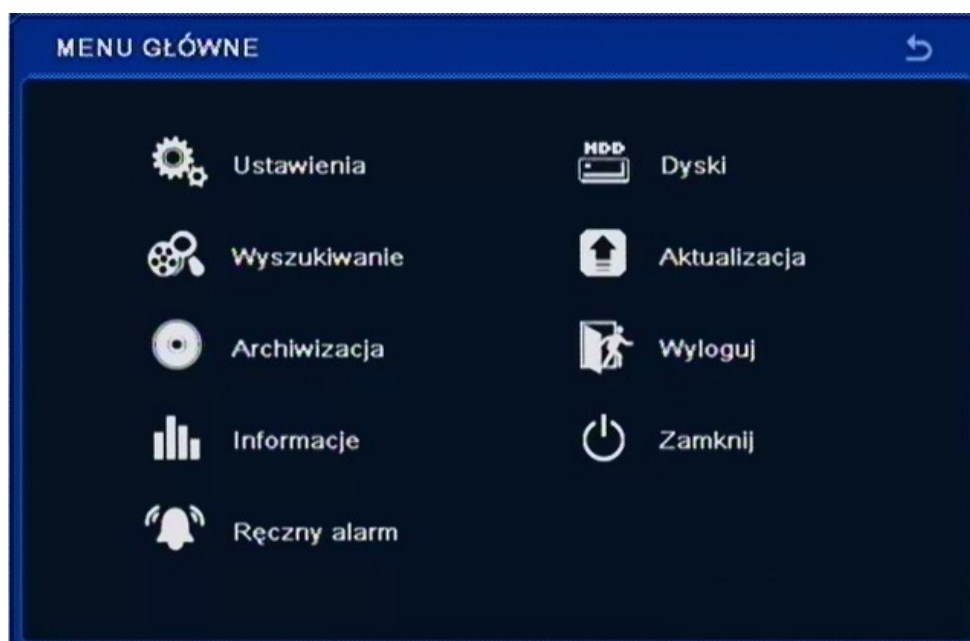 MENU GŁÓWNE
Ustawienia
HDD
Dyski
Wyszukiwanie
Aktualizacja
Archiwizacja
Wyloguj
Informacje
Zamknij
Ręczny alarm